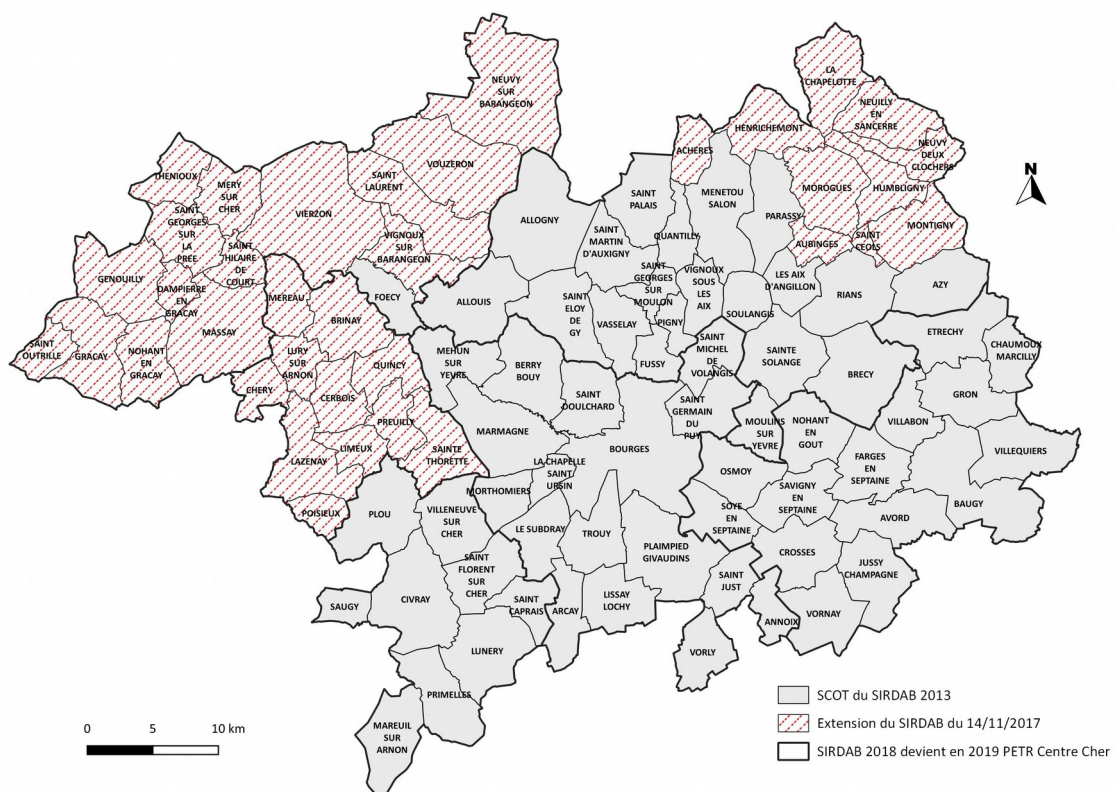 NEUVY
SUR
BARANGEON
VOUZERON
SAINT
LAURENT
VIGNOUX
SUR
BARANGEON
VIERZON
THENIOUX
MERY
SUR
CHER
SAINT
GEORGES
SUR
LA
PRÉE
SAINT
HILAIRE
DE
COURT
GENOUILLY
DAMPIERRE
EN
GRACAY
MASSAY
SAINT
OUTRILLE
GRACAY
NOHANT
EN
GRACAY
MEREAU
BRINAY
FOECY
LURY
SUR
ARNON
QUINCY
CHERY
CERBOIS
PREUILLY
LIMEUX
SAINTE
THORETTE
LAZENAY
POISIEUX
LA
CHAPELOTTE
NEUILLY
EN
SANCERRE
HENRICHEMONT
NEUVY
DEUX
CLOCHERS
ACHERES
MOROGUES
HUMBLIGNY
MONTIGNY
AUBINGES
SAINT
CEOLS
N
ALLOGNY
SAINT
PALAIS
MENETOU
SALON
PARASSY
SAINT
MARTIN
D'AUXIGNY
QUANTILLY
SAINT
GEORGES
SUR
MOULON
VIGNOUX
SOUS
LES
AIX
LES AIX
D'ANGILLON
RIANS
AZY
ALLOUIS
SAINT
ELOY
DE
GY
VASSELAY
PIGNY
SOULANGIS
FUSSY
SAINT
MICHEL
DE
VOLANGIS
SAINTE
SOLANGE
BRECY
ETRECHY
CHAUMOUX
MARCILLY
GRON
MEHUN
SUR
YEVRE
BERRY
BOUY
SAINT
DOULCHARD
SAINT
GERMAIN
DU
PUY
MOULINS
SUR
YEVRE
NOHANT
EN
GOUT
VILLABON
VILLEQUIERS
MARMAGNE
BOURGES
LA CHAPELLE
SAINT
URSIN
OSMOY
FARGES
EN
SEPTAINE
SAVIGNY
EN
SEPTAINE
BAUGY
MORTHOMIERS
SOYE
EN
SEPTAINE
AVORD
PLOU
VILLENEUVE
SUR
CHER
LE SUBDRAY
TROUY
PLAIMPIED
GIVAUDINS
CROSSES
JUSSY
CHAMPAGNE
SAINT
FLORENT
SUR
CHER
SAINT
JUST
SAUGY
CIVRAY
SAINT
CAPRAIS
ARCAY
LISSAY
LOCHY
ANNOIX
VORNAY
LUNERY
VORLY
PRIMELLES
MAREUIL
SUR
ARNON
0 5 10 km
SCOT du SIRDAB 2013
Extension du SIRDAB du 14/11/2017
SIRDAB 2018 devient en 2019 PETR Centre Cher